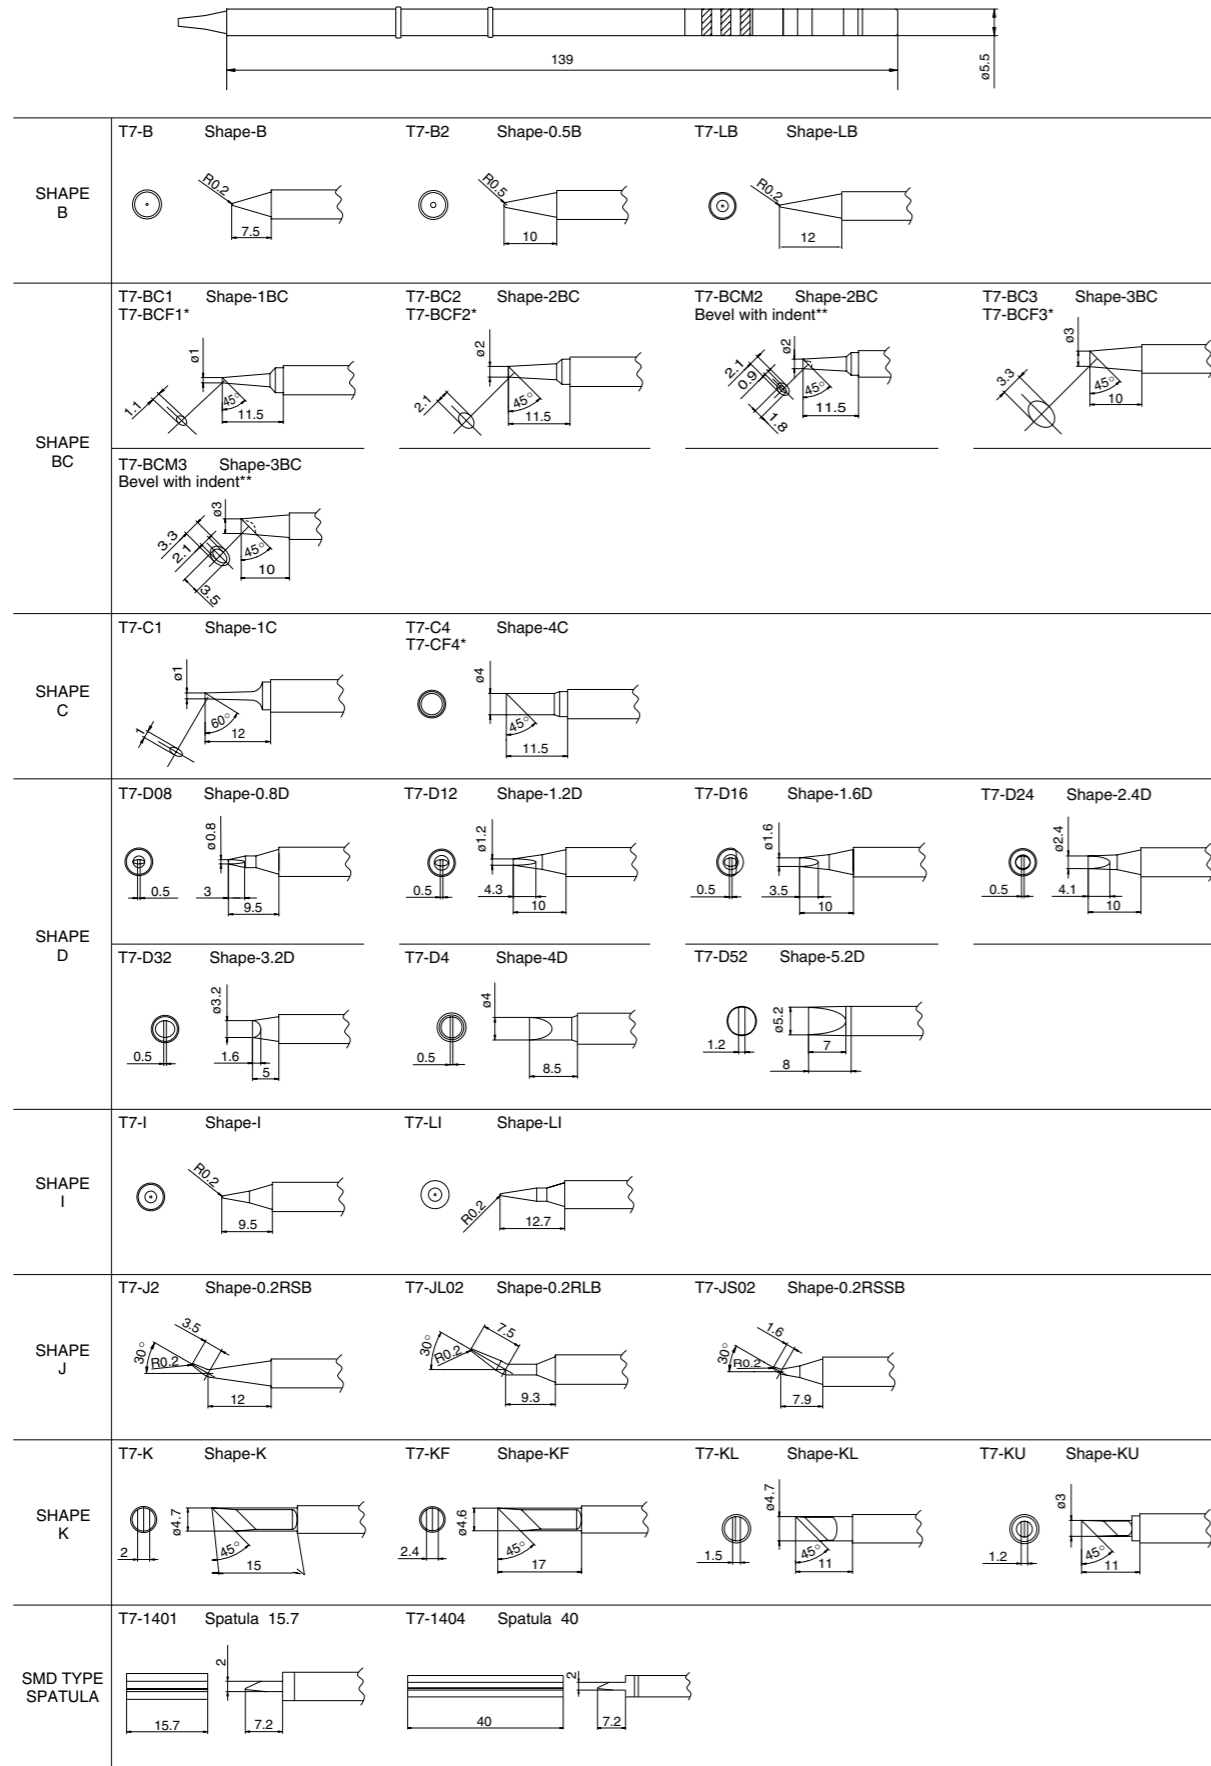 139
ø5.5
SHAPE
B
T7-B Shape-B
R0.2
7.5
T7-B2 Shape-0.5B
R0.5
10
T7-LB Shape-LB
R0.2
12
SHAPE
BC
T7-BC1 Shape-1BC
T7-BCF1*
ø1
1.1
45°
11.5
T7-BC2 Shape-2BC
T7-BCF2*
ø2
2.1
45°
11.5
T7-BCM2 Shape-2BC
Bevel with indent**
ø2
2.1
0.9
1.8
45°
11.5
T7-BC3 Shape-3BC
T7-BCF3*
ø3
3.3
45°
10
T7-BCM3 Shape-3BC
Bevel with indent**
ø3
3.3
2.1
3.5
45°
10
SHAPE
C
T7-C1 Shape-1C
ø1
1
60°
12
T7-C4 Shape-4C
T7-CF4*
ø4
45°
11.5
SHAPE
D
T7-D08 Shape-0.8D
ø0.8
0.5
3
9.5
T7-D12 Shape-1.2D
ø1.2
0.5
4.3
10
T7-D16 Shape-1.6D
ø1.6
0.5
3.5
10
T7-D24 Shape-2.4D
ø2.4
0.5
4.1
10
T7-D32 Shape-3.2D
ø3.2
0.5
1.6
5
T7-D4 Shape-4D
ø4
0.5
8.5
T7-D52 Shape-5.2D
ø5.2
1.2
7
8
SHAPE
I
T7-I Shape-I
R0.2
9.5
T7-LI Shape-LI
R0.2
12.7
SHAPE
J
T7-J2 Shape-0.2RSB
3.5
30°
R0.2
12
T7-JL02 Shape-0.2RLB
7.5
30°
R0.2
9.3
T7-JS02 Shape-0.2RSSB
1.6
30°
R0.2
7.9
SHAPE
K
T7-K Shape-K
ø4.7
2
45°
15
T7-KF Shape-KF
ø4.6
2.4
45°
17
T7-KL Shape-KL
ø4.7
1.5
45°
11
T7-KU Shape-KU
ø3
1.2
45°
11
SMD TYPE
SPATULA
T7-1401 Spatula 15.7
2
15.7
7.2
T7-1404 Spatula 40
2
40
7.2